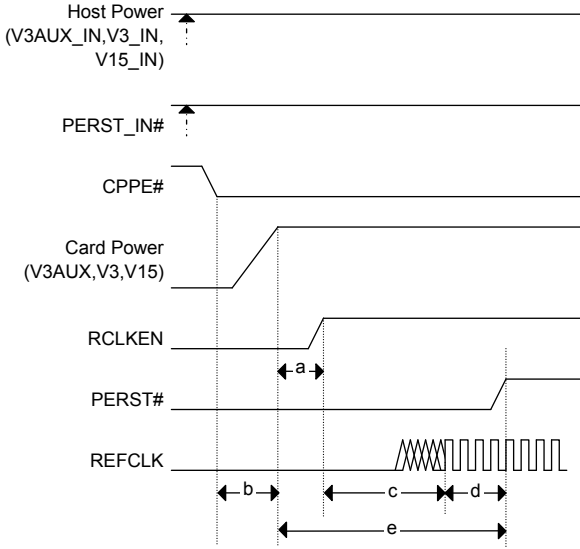 Host Power
(V3AUX_IN,V3_IN,
V15_IN)
PERST_IN#
CPPE#
Card Power
(V3AUX,V3,V15)
RCLKEN
a
PERST#
REFCLK
b
c
d
e